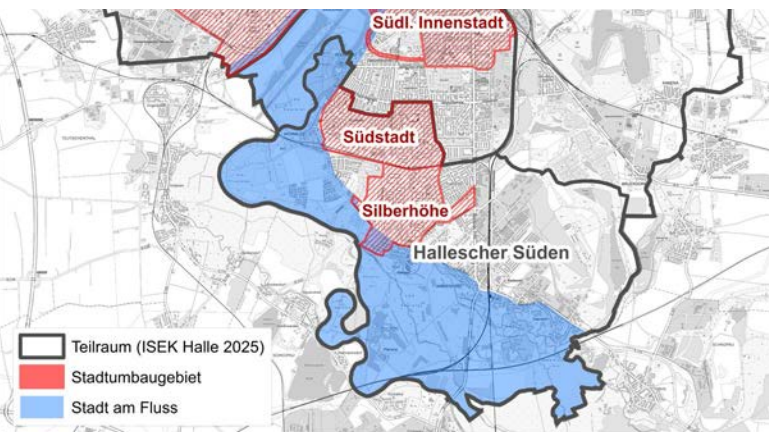 Südl. Innenstadt
Südstadt
Silberhöhe
Hallescher Süden
Teilraum (ISEK Halle 2025)
Stadtumbaugebiet
Stadt am Fluss